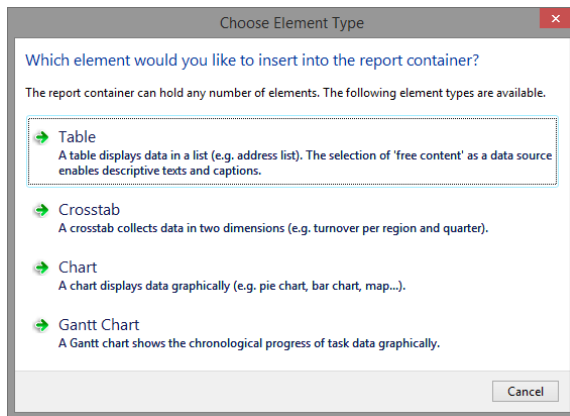 Choose Element Type
Which element would you like to insert into the report container?
The report container can hold any number of elements. The following element types are available.
Table
A table displays data in a list (e.g. address list). The selection of 'free content' as a data source
enables descriptive texts and captions.
Crosstab
A crosstab collects data in two dimensions (e.g. turnover per region and quarter).
Chart
A chart displays data graphically (e.g. pie chart, bar chart, map...).
Gantt Chart
A Gantt chart shows the chronological progress of task data graphically.
Cancel